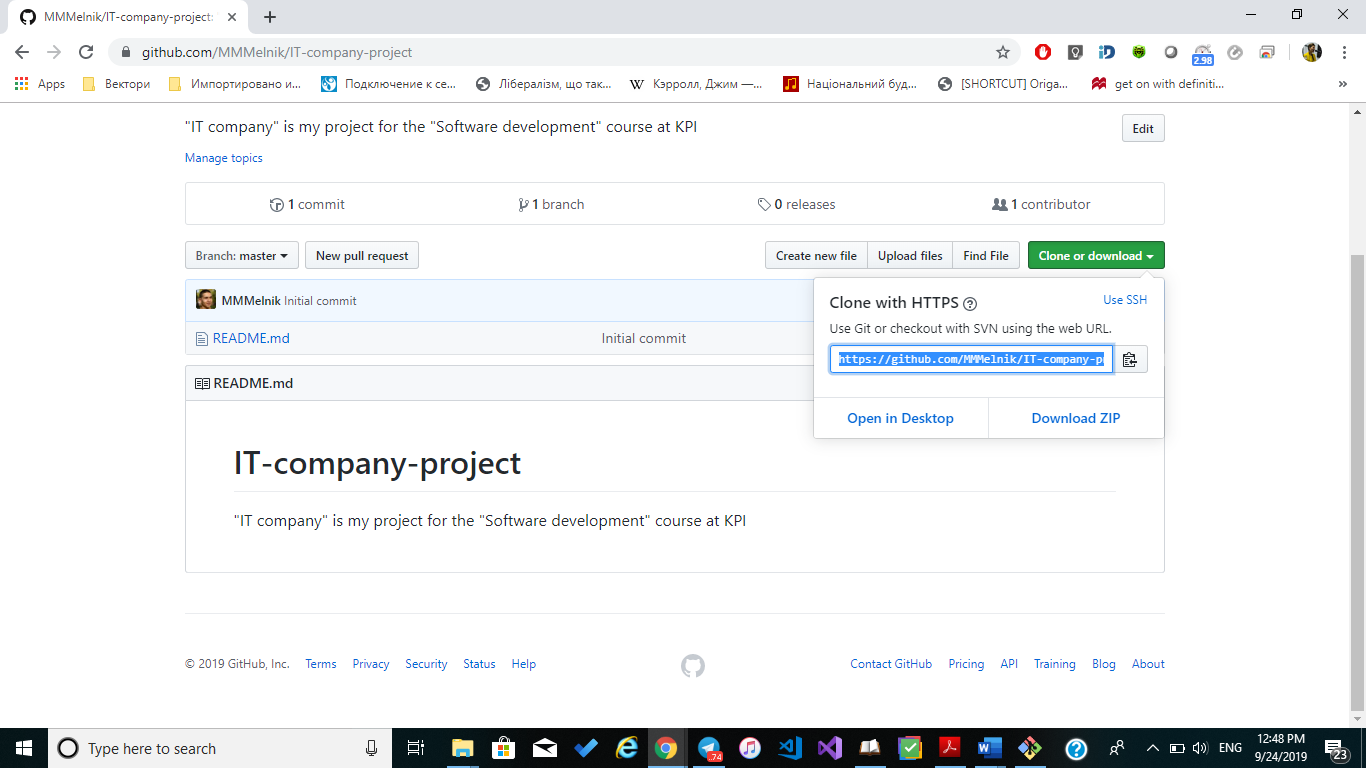 MMMelnik/IT-company-project:
github.com/MMMelnik/IT-company-project
2.98
Apps
Вектори
Импортировано и...
Подключение к се...
Лібералізм, що так...
W Кэрролл, Джим —...
Національний буд...
[SHORTCUT] Origa...
get on with definiti...
»
"IT company" is my project for the "Software development" course at KPI
Edit
Manage topics
1 commit
1 branch
0 releases
1 contributor
Branch: master
New pull request
Create new file
Upload files
Find File
Clone or download
MMMelnik Initial commit
README.md
Initial commit
Clone with HTTPS ?
Use SSH
Use Git or checkout with SVN using the web URL.
https://github.com/MMMelnik/IT-company-p
Open in Desktop
Download ZIP
README.md
IT-company-project
"IT company" is my project for the "Software development" course at KPI
© 2019 GitHub, Inc.
Terms
Privacy
Security
Status
Help
Contact GitHub
Pricing
API
Training
Blog
About
Type here to search
74
ENG
12:48 PM
9/24/2019
23